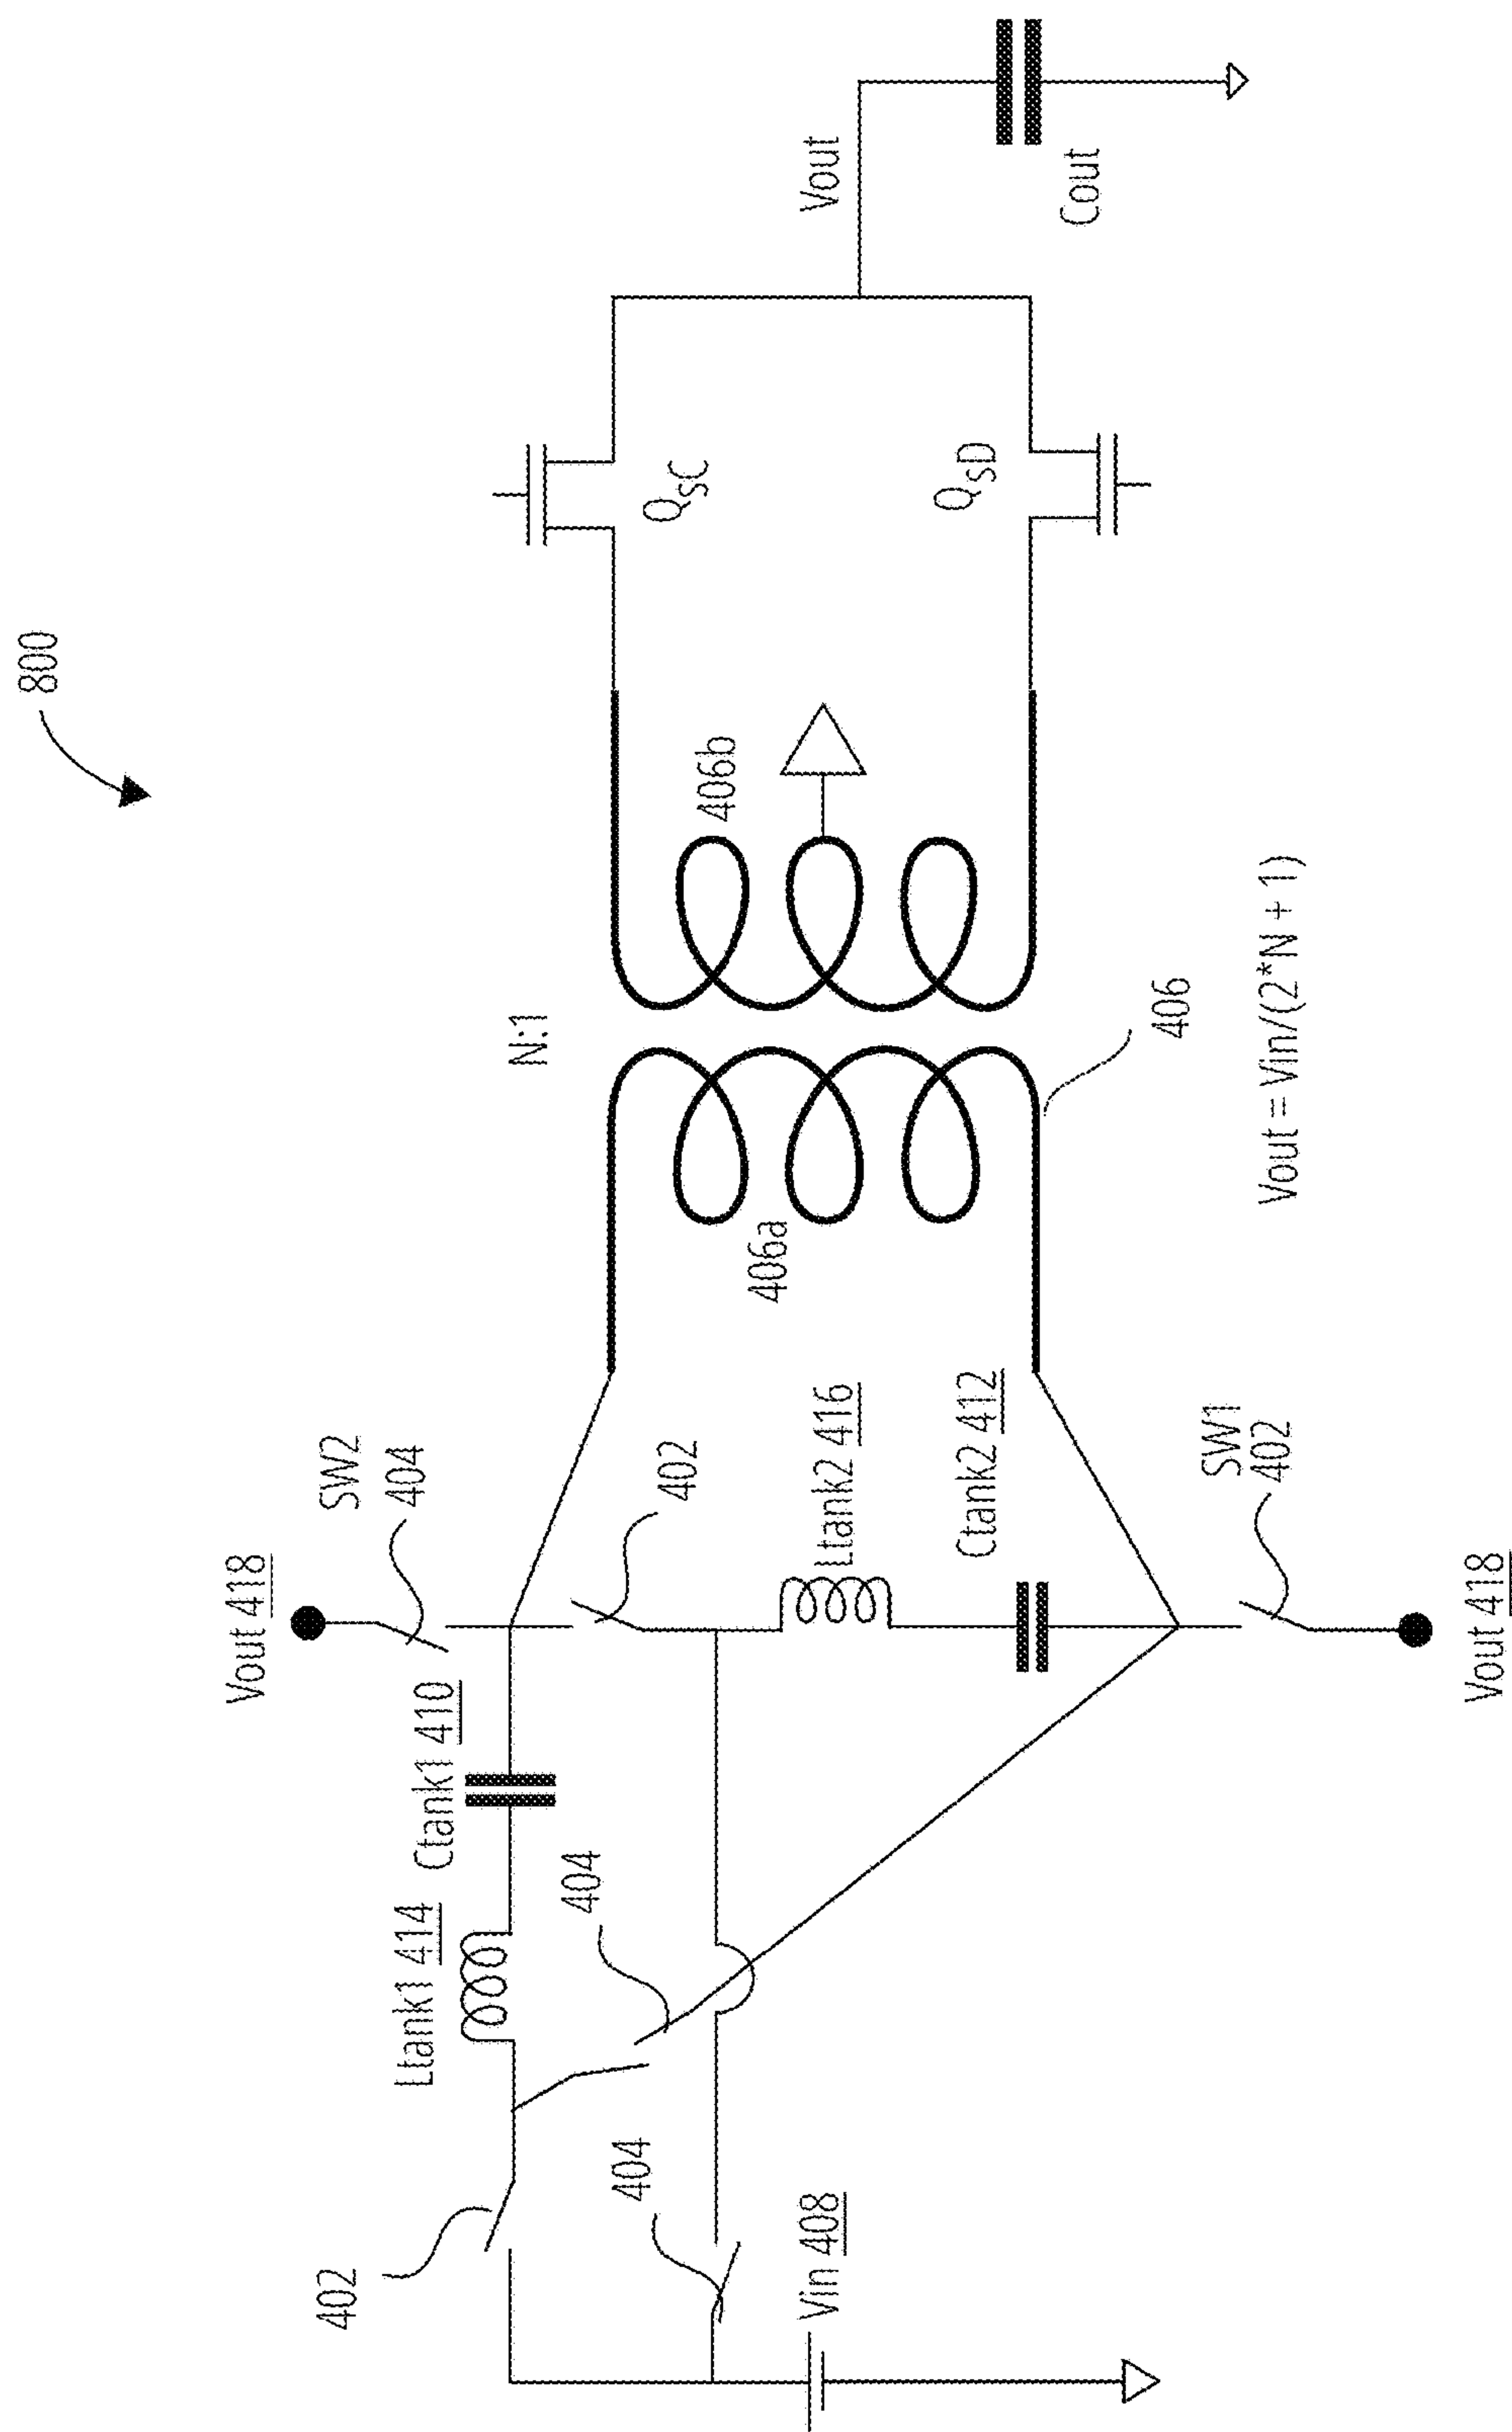 800
Vout 418
SW2
404
Ctank1 410
Ltank1 414
402
404
404
Vin 408
402
Ltank2 416
Ctank2 412
SW1
402
Vout 418
N:1
406a
406b
406
Vout = Vin/(2*N + 1)
QSC
QSD
Vout
Cout